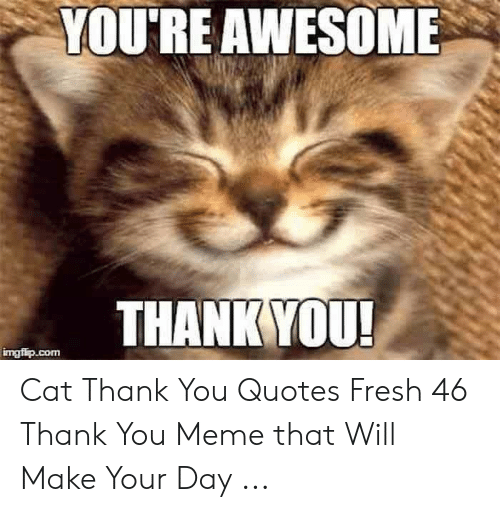 YOU'RE AWESOME
THANK YOU!
imgflip.com
Cat Thank You Quotes Fresh 46
Thank You Meme that Will
Make Your Day ...